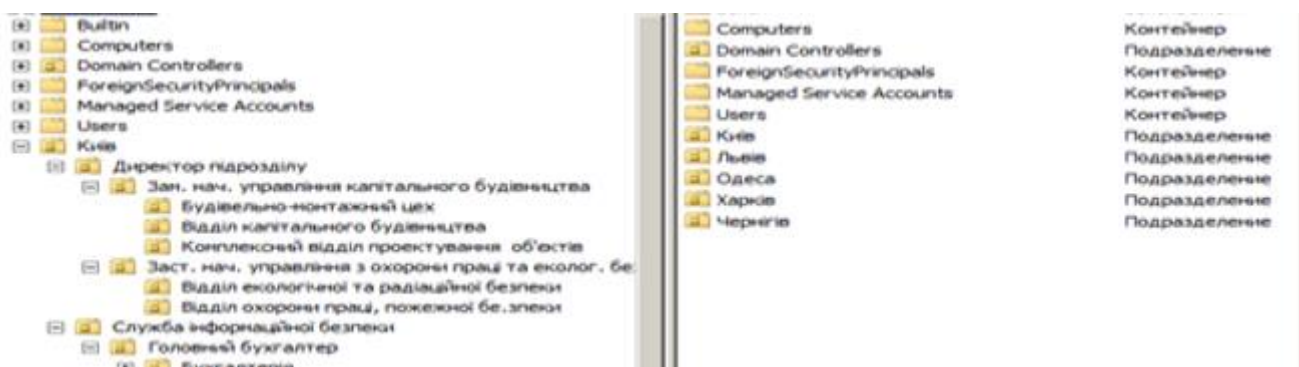 Builtin
Computers
Domain Controllers
ForeignSecurityPrincipals
Managed Service Accounts
Users
Київ
Директор підрозділу
Зан. нач. управління капітального будівництва
Будівельно-монтажний цех
Відділ капітального будівництва
Комплексний відділ проектування об'єктів
Заст. нач. управління з охорони праці та еколог. бе
Відділ екологічної та радіаційної безпеки
Відділ охорони праці, пожежної бе.зпеки
Служба інформаційної безпеки
Головний бухгалтер
Бухгалтерія
Computers Контейнер
Domain Controllers Подразделение
ForeignSecurityPrincipals Контейнер
Managed Service Accounts Контейнер
Users Контейнер
Київ Подразделение
Львів Подразделение
Одеса Подразделение
Харків Подразделение
Чернігів Подразделение